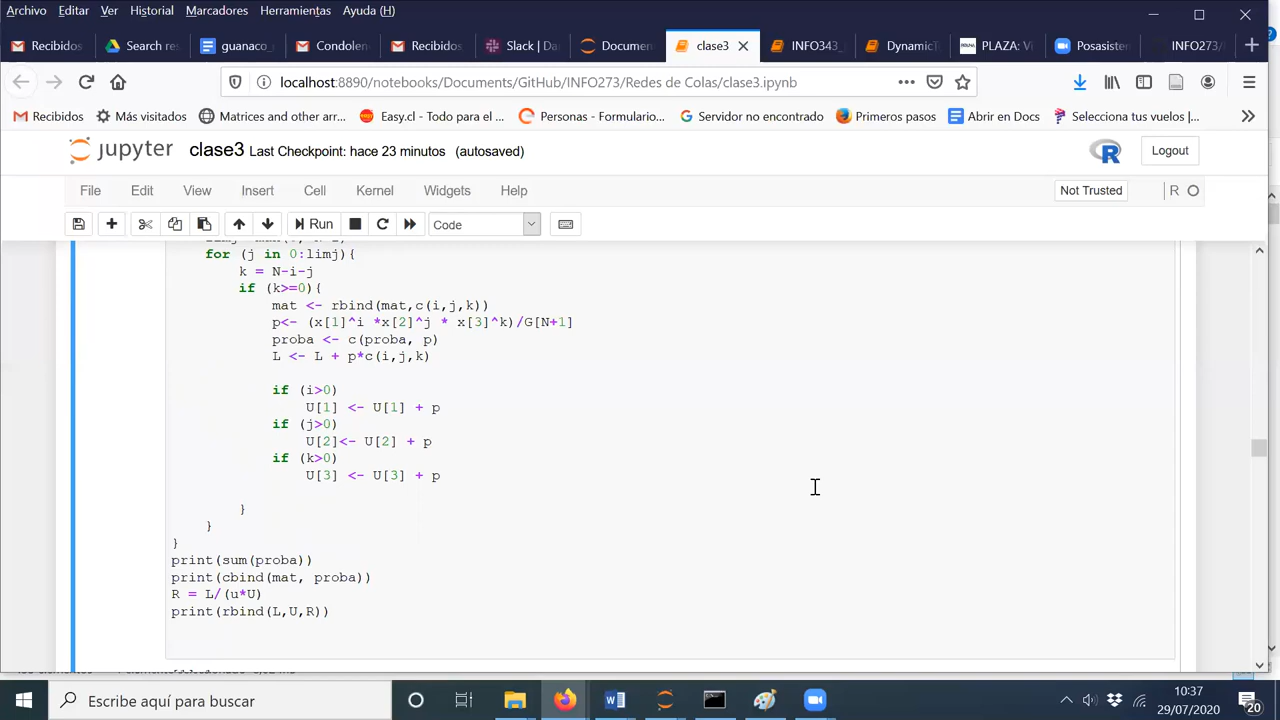 Archivo Editar Ver Historial Marcadores Herramientas Ayuda (H)
Recibidos Search res guanaco_ Condolenc Recibidos Slack | Da Documen clase3 INFO343_ DynamicT PLAZA: Vi Posasisten INFO273/
localhost:8890/notebooks/Documents/GitHub/INFO273/Redes de Colas/clase3.ipynb
Recibidos Más visitados Matrices and other arr... Easy.cl - Todo para el ... Personas - Formulario... Servidor no encontrado Primeros pasos Abrir en Docs Selecciona tus vuelos |...
jupyter clase3 Last Checkpoint: hace 23 minutos (autosaved) Logout
File Edit View Insert Cell Kernel Widgets Help Not Trusted R
Run Code
for (j in 0:limj){
k = N-i-j
if (k>=0){
mat <- rbind(mat,c(i,j,k))
p<- (x[1]^i *x[2]^j * x[3]^k)/G[N+1]
proba <- c(proba, p)
L <- L + p*c(i,j,k)
if (i>0)
U[1] <- U[1] + p
if (j>0)
U[2]<- U[2] + p
if (k>0)
U[3] <- U[3] + p
}
}
}
print(sum(proba))
print(cbind(mat, proba))
R = L/(u*U)
print(rbind(L,U,R))
Escribe aquí para buscar
10:37
29/07/2020
20